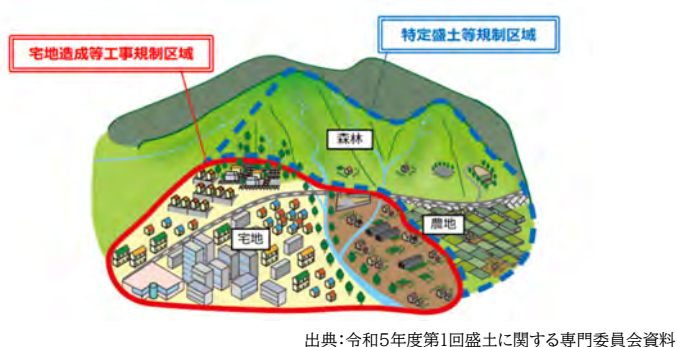 特定盛土等規制区域
宅地造成等工事規制区域
森林
農地
宅地
出典:令和5年度第1回盛土に関する専門委員会資料